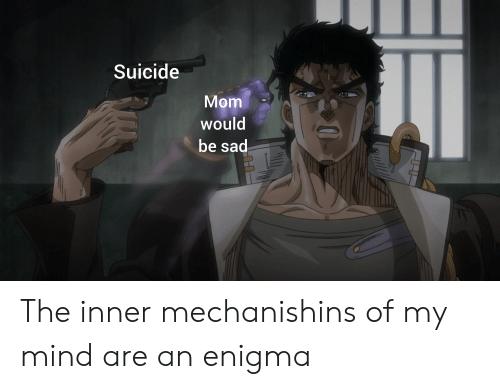 Suicide
Mom
would
be sad
The inner mechanishins of my
mind are an enigma